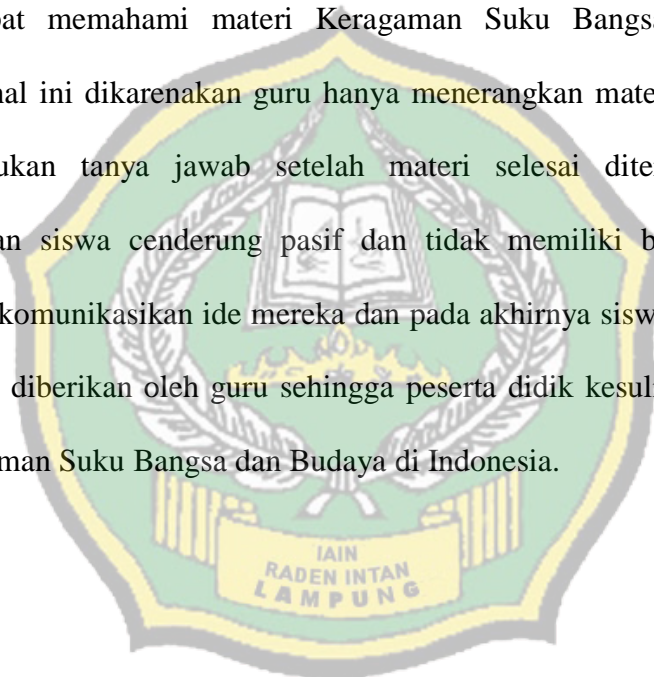 pat memahami materi Keragaman Suku Bangsa
hal ini dikarenakan guru hanya menerangkan mate
ukan tanya jawab setelah materi selesai dite
an siswa cenderung pasif dan tidak memiliki b
komunikasikan ide mereka dan pada akhirnya sisw
diberikan oleh guru sehingga peserta didik kesul
man Suku Bangsa dan Budaya di Indonesia.
IAIN
RADEN INTAN
LAMPUNG